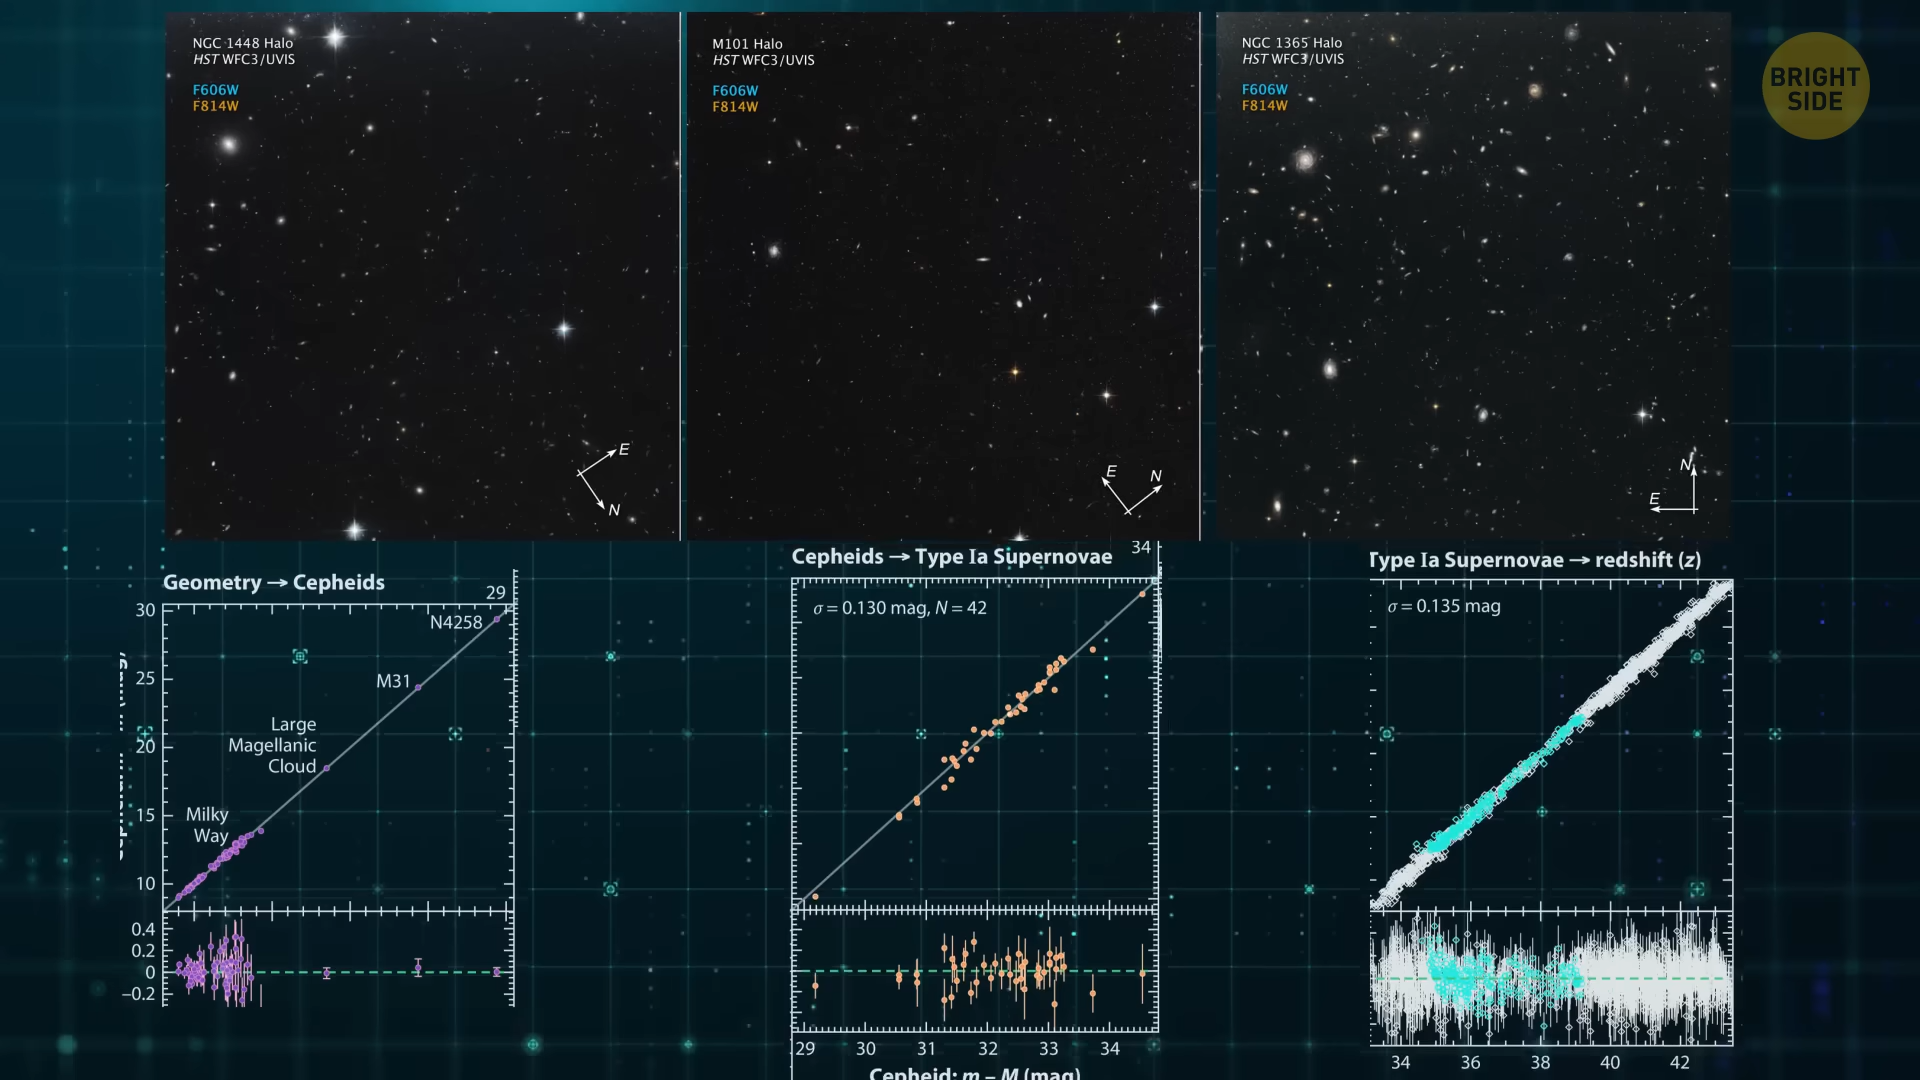 NGC 1448 Halo
HST WFC3/UVIS
F606W
F814W
E
N
M101 Halo
HST WFC3/UVIS
F606W
F814W
E
N
NGC 1365 Halo
HST WFC3/UVIS
F606W
F814W
N
E
BRIGHT
SIDE
Geometry → Cepheids
29
30
25
20
15
10
N4258
M31
Large
Magellanic
Cloud
Milky
Way
0.4
0.2
0
–0.2
Cepheids → Type Ia Supernovae
34
σ = 0.130 mag, N = 42
29 30 31 32 33 34
Cepheid: m – M (mag)
Type Ia Supernovae → redshift (z)
σ = 0.135 mag
34 36 38 40 42